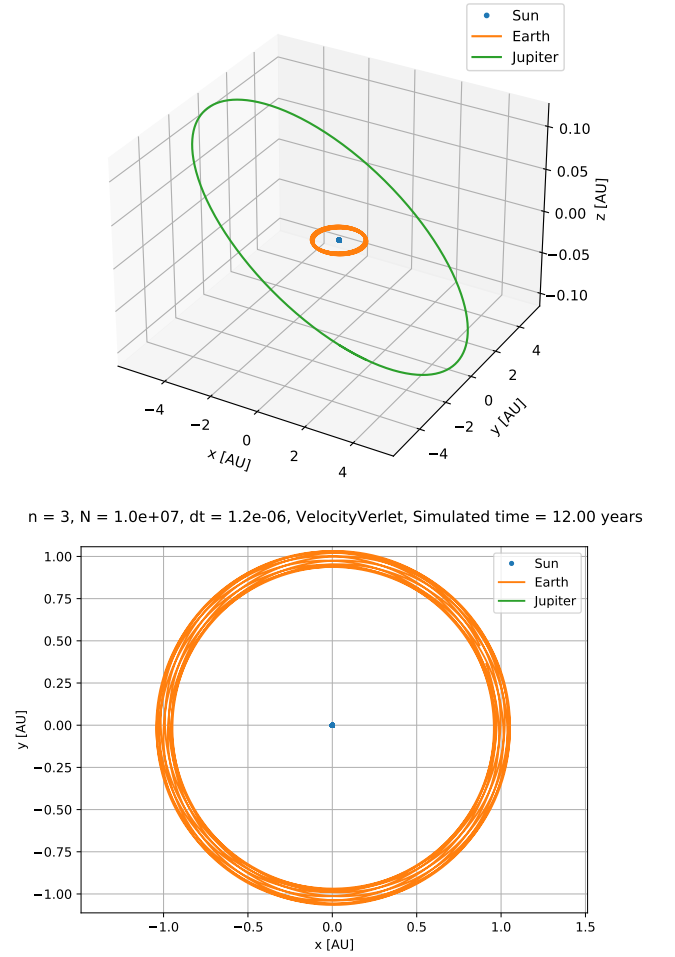 Sun
Earth
Jupiter
0.10
0.05
0.00
−0.05
−0.10
z [AU]
−4
−2
0
2
4
x [AU]
−4
−2
0
2
4
y [AU]
n = 3, N = 1.0e+07, dt = 1.2e-06, VelocityVerlet, Simulated time = 12.00 years
Sun
Earth
Jupiter
1.00
0.75
0.50
0.25
0.00
−0.25
−0.50
−0.75
−1.00
y [AU]
−1.0
−0.5
0.0
0.5
1.0
1.5
x [AU]